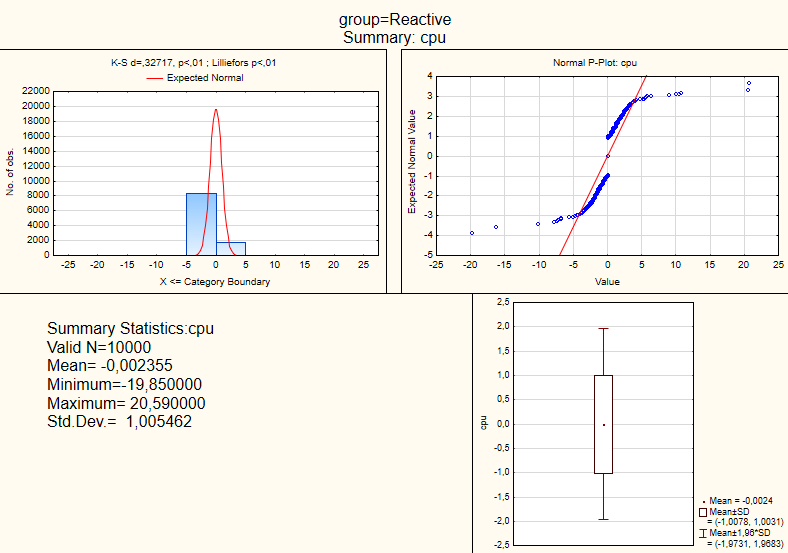 group=Reactive
Summary: cpu
K-S d=,32717, p<,01 ; Lilliefors p<,01
Expected Normal
22000
20000
18000
16000
14000
12000
10000
8000
6000
4000
2000
0
No. of obs.
-25 -20 -15 -10 -5 0 5 10 15 20 25
X <= Category Boundary
Normal P-Plot: cpu
4
3
2
1
0
-1
-2
-3
-4
-5
Expected Normal Value
-25 -20 -15 -10 -5 0 5 10 15 20 25
Value
Summary Statistics:cpu
Valid N=10000
Mean= -0,002355
Minimum=-19,850000
Maximum= 20,590000
Std.Dev.= 1,005462
2,5
2,0
1,5
1,0
0,5
0,0
-0,5
-1,0
-1,5
-2,0
-2,5
cpu
Mean = -0,0024
Mean±SD
= (-1,0078, 1,0031)
Mean±1,96*SD
= (-1,9731, 1,9683)